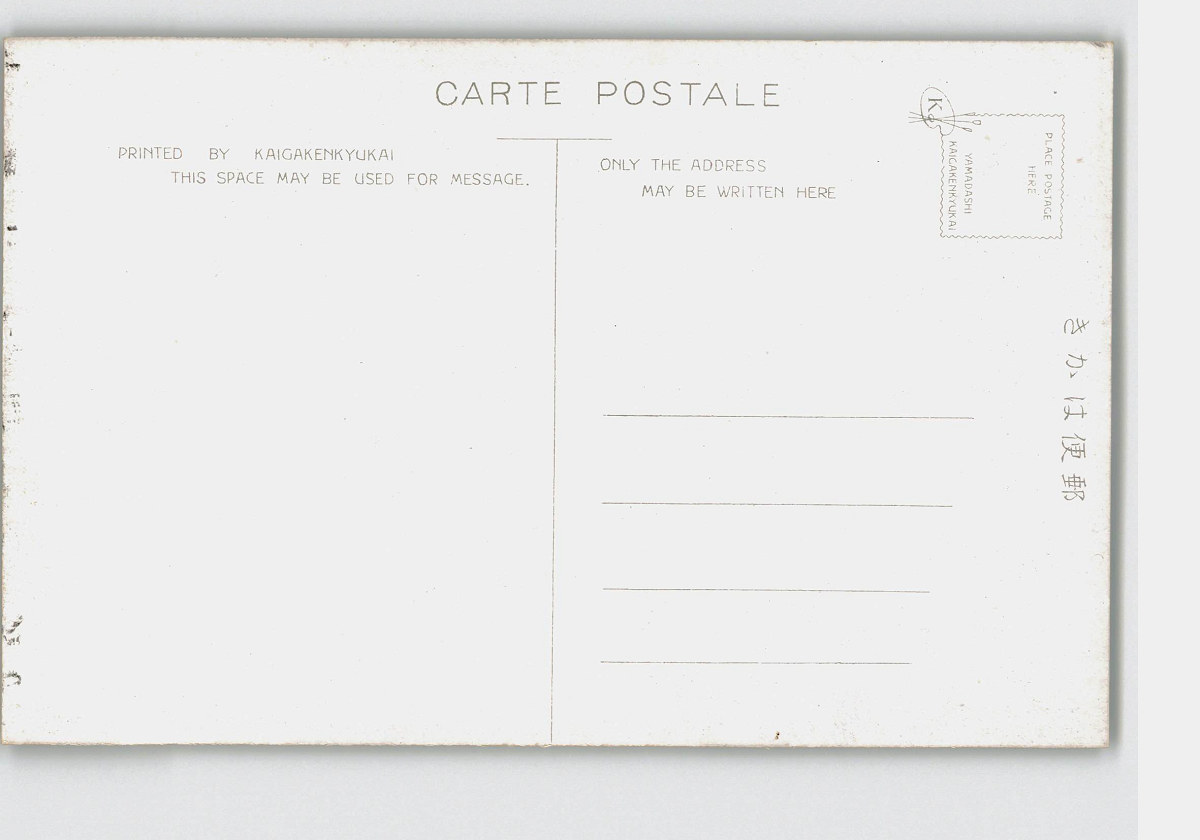 CARTE POSTALE
PRINTED BY KAIGAKENKYUKAI
THIS SPACE MAY BE USED FOR MESSAGE.
ONLY THE ADDRESS
MAY BE WRITTEN HERE
K
PLACE POSTAGE
HERE
YAMADASHI
KAIGAKENKYUKAI
きかは便郵